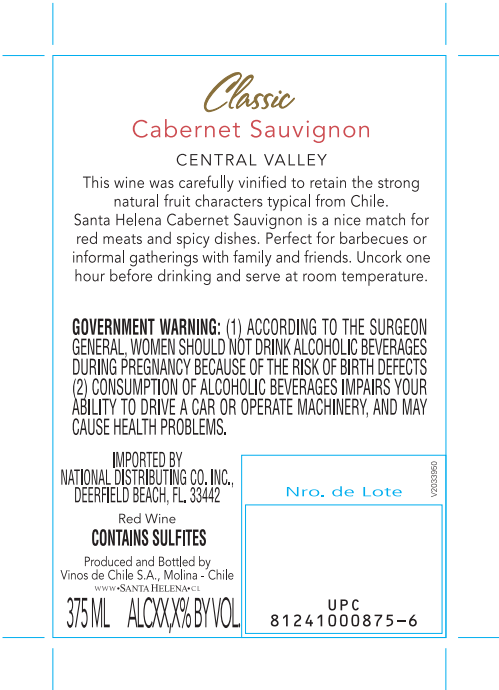 Classic
Cabernet Sauvignon
CENTRAL VALLEY
This wine was carefully vinified to retain the strong
natural fruit characters typical from Chile.
Santa Helena Cabernet Sauvignon is a nice match for
red meats and spicy dishes. Perfect for barbecues or
informal gatherings with family and friends. Uncork one
hour before drinking and serve at room temperature.
GOVERNMENT WARNING: (1) ACCORDING TO THE SURGEON
GENERAL, WOMEN SHOULD NOT DRINK ALCOHOLIC BEVERAGES
DURING PREGNANCY BECAUSE OF THE RISK OF BIRTH DEFECTS
(2) CONSUMPTION OF ALCOHOLIC BEVERAGES IMPAIRS YOUR
ABILITY TO DRIVE A CAR OR OPERATE MACHINERY, AND MAY
CAUSE HEALTH PROBLEMS.
IMPORTED BY
NATIONAL DISTRIBUTING CO. INC.,
DEERFIELD BEACH, FL. 33442
Red Wine
CONTAINS SULFITES
Produced and Bottled by
Vinos de Chile S.A., Molina - Chile
WWW•SANTA HELENA•CL
375 ML ALCXX,X% BY VOL.
Nro. de Lote
V2033950
UPC
81241000875-6